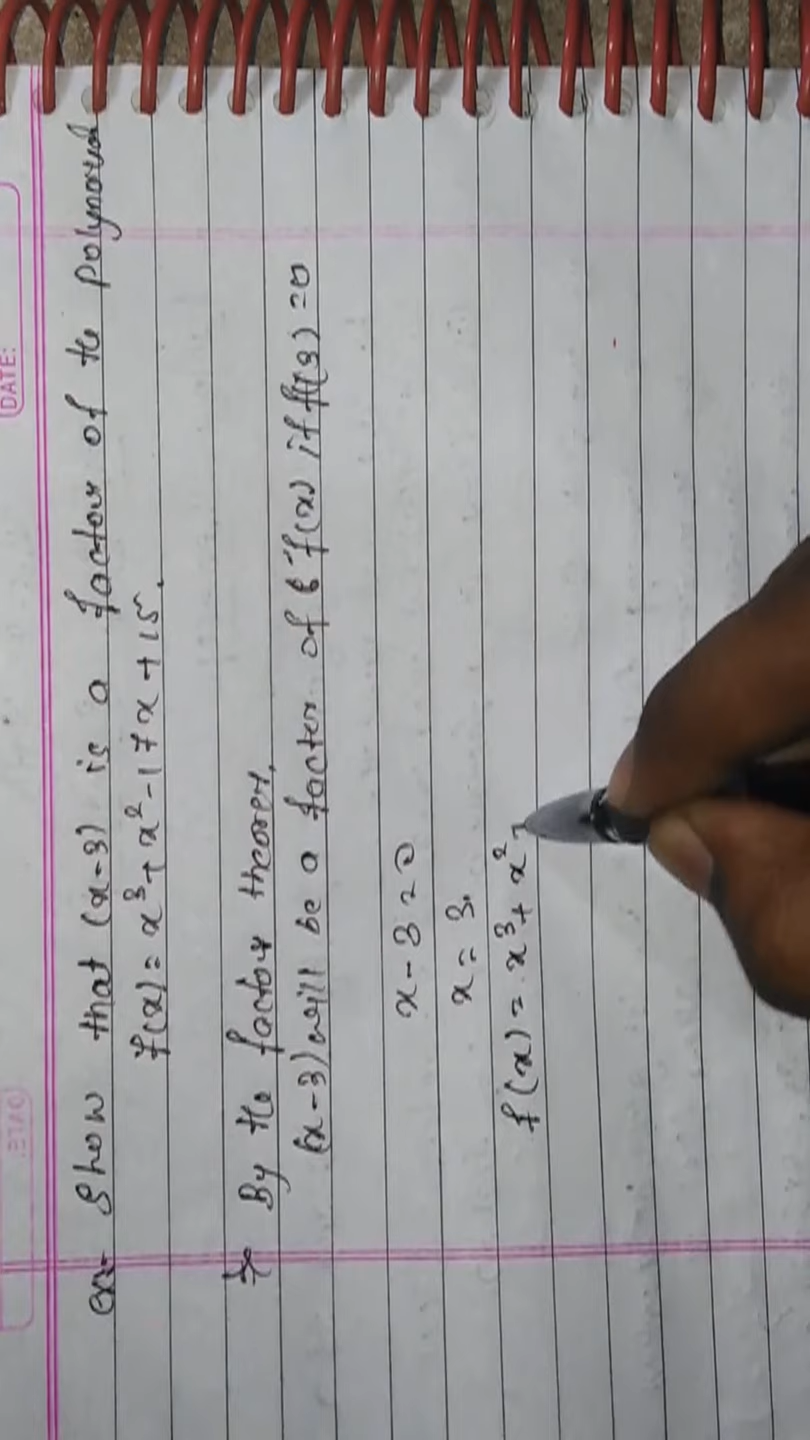 DATE:
ex- Show that (x-3) is a factor of the polynomial
f(x) = x³ + x² - 17x + 15.
By the factor theorem,
(x-3) will be a factor of f(x) if f(3) = 0
x - 3 = 0
x = 3.
f(x) = x³ + x² -